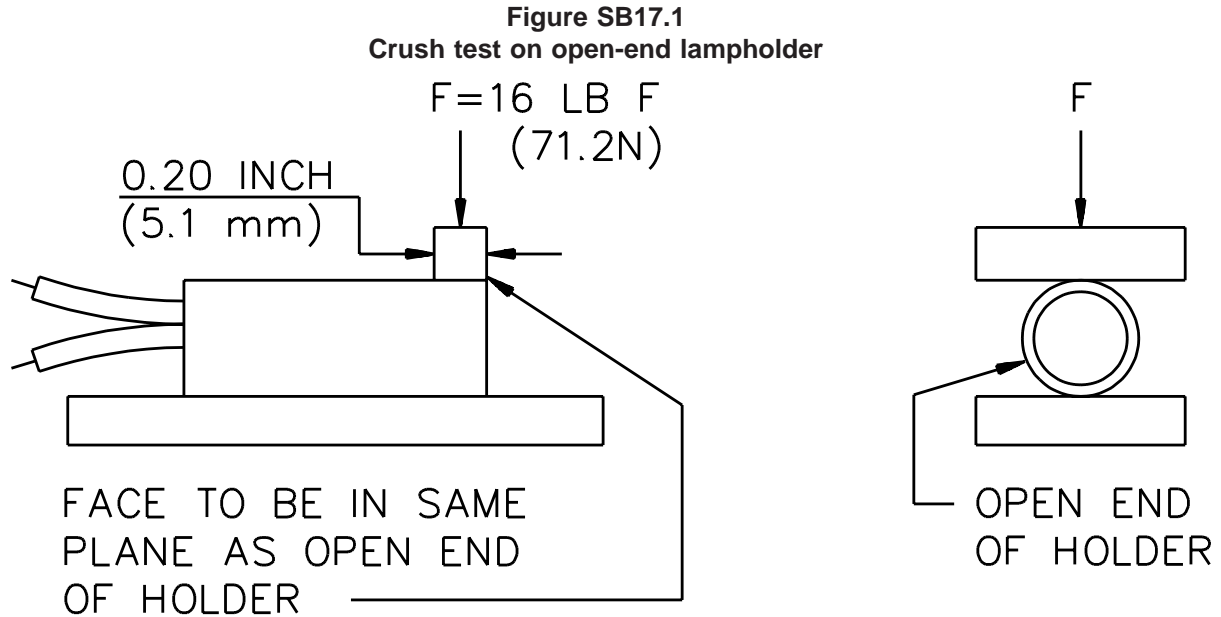 Figure SB17.1
Crush test on open-end lampholder
F=16 LB F
(71.2N)
0.20 INCH
(5.1 mm)
FACE TO BE IN SAME
PLANE AS OPEN END
OF HOLDER
F
OPEN END
OF HOLDER